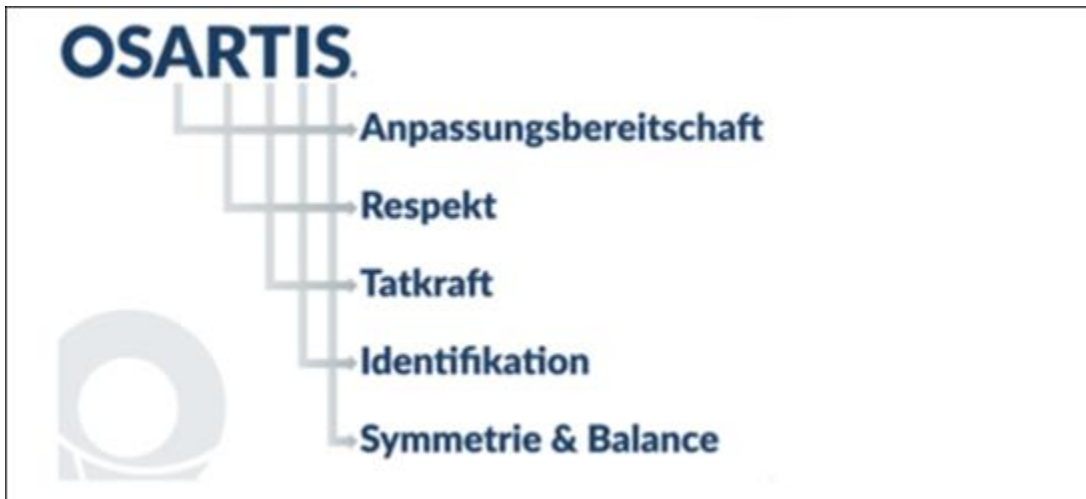 OSARTIS
Anpassungsbereitschaft
Respekt
Tatkraft
Identifikation
Symmetrie & Balance